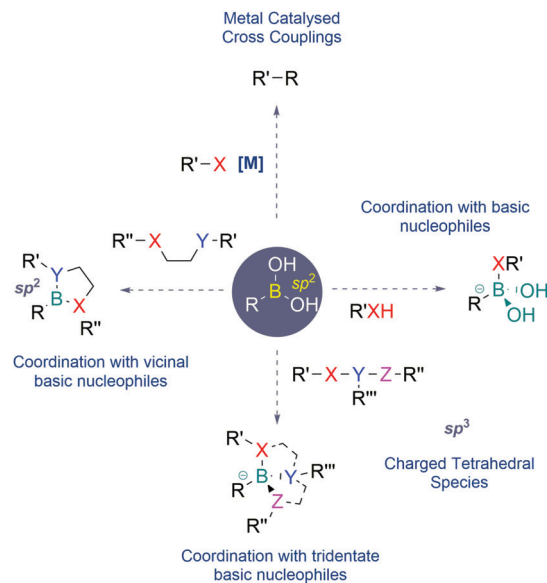 Metal Catalysed
Cross Couplings
R'–R
R'–X [M]
Coordination with basic
nucleophiles
R''–X Y–R'
R'
Y
sp²
B
R
X
R''
OH
sp²
B
R
OH
R'XH
XR'
⊖
B
OH
R
OH
Coordination with vicinal
basic nucleophiles
R'–X–Y–Z–R''
R'''
R'
X
R'''
⊖
B
Y
R
Z
R''
sp³
Charged Tetrahedral
Species
Coordination with tridentate
basic nucleophiles